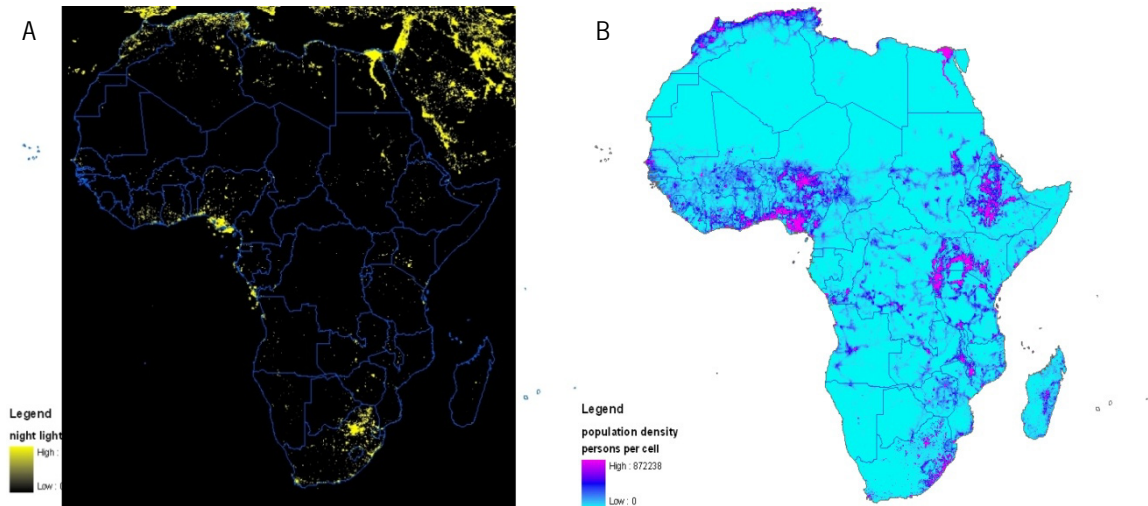 A
Legend
night light
High :
Low : 0
B
Legend
population density
persons per cell
High : 872238
Low : 0